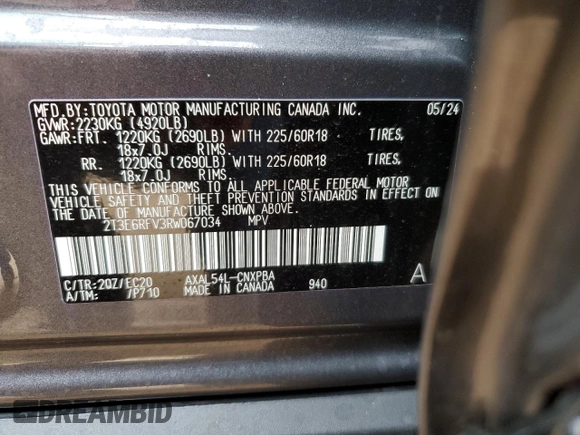 MFD.BY:TOYOTA MOTOR MANUFACTURING CANADA INC. 05/24
GVWR:2230KG (4920LB)
GAWR:FRT. 1220KG (2690LB) WITH 225/60R18 TIRES,
18x7.0J RIMS.
RR. 1220KG (2690LB) WITH 225/60R18 TIRES,
18x7.0J RIMS.
THIS VEHICLE CONFORMS TO ALL APPLICABLE FEDERAL MOTOR
VEHICLE SAFETY AND THEFT PREVENTION STANDARDS IN EFFECT
ON THE DATE OF MANUFACTURE SHOWN ABOVE.
2T3E6RFV3RW067034 MPV
C/TR:2QZ/EC20 AXAL54L-CNXPBA A
A/TM: /P710 MADE IN CANADA 940
DREAMBID